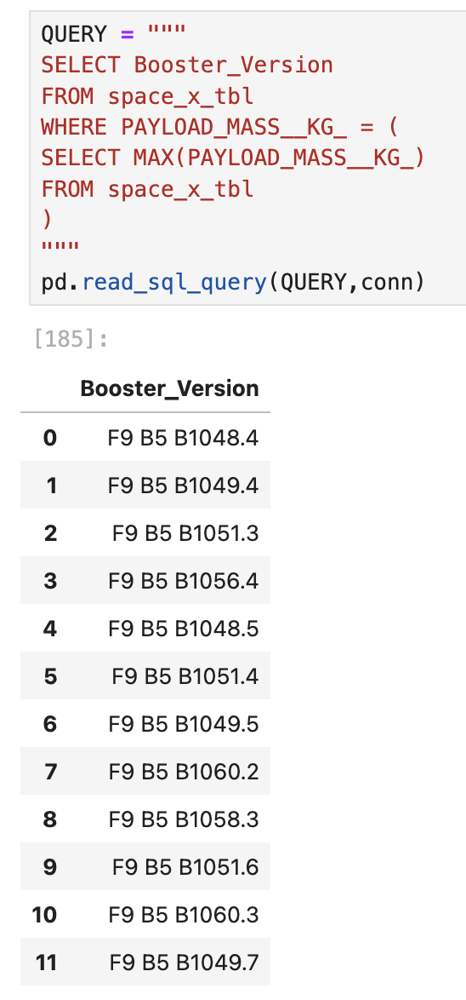 QUERY = """
SELECT Booster_Version
FROM space_x_tbl
WHERE PAYLOAD_MASS__KG_ = (
SELECT MAX(PAYLOAD_MASS__KG_)
FROM space_x_tbl
)
"""
pd.read_sql_query(QUERY,conn)
[185]:
Booster_Version
0 F9 B5 B1048.4
1 F9 B5 B1049.4
2 F9 B5 B1051.3
3 F9 B5 B1056.4
4 F9 B5 B1048.5
5 F9 B5 B1051.4
6 F9 B5 B1049.5
7 F9 B5 B1060.2
8 F9 B5 B1058.3
9 F9 B5 B1051.6
10 F9 B5 B1060.3
11 F9 B5 B1049.7